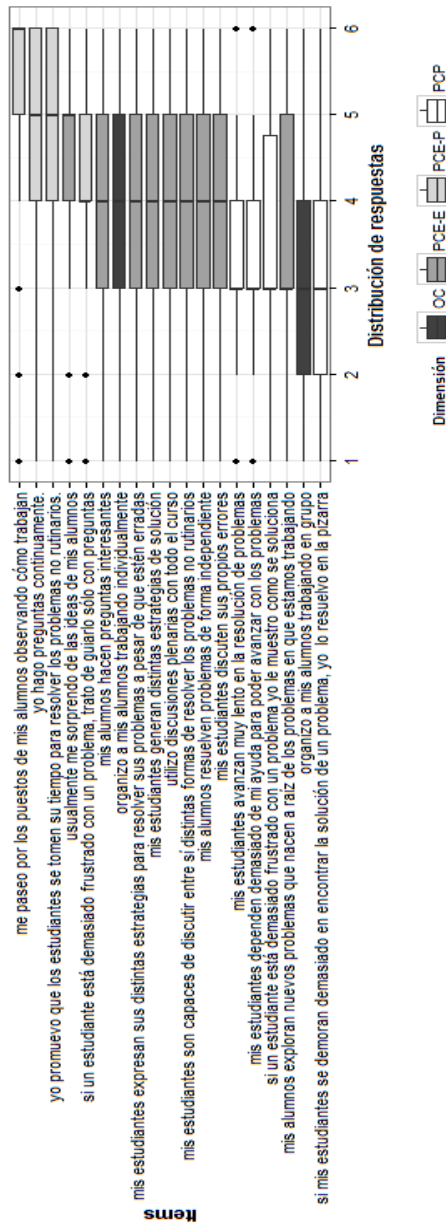 Items
me paseo por los puestos de mis alumnos observando cómo trabajan
yo hago preguntas continuamente.
yo promuevo que los estudiantes se tomen su tiempo para resolver los problemas no rutinarios.
usualmente me sorprendo de las ideas de mis alumnos
si un estudiante está demasiado frustrado con un problema, trato de guiarlo sólo con preguntas
mis alumnos hacen preguntas interesantes
organizo a mis alumnos trabajando individualmente
mis estudiantes expresan sus distintas estrategias para resolver sus problemas a pesar de que estén erradas
mis estudiantes generan distintas estrategias de solución
utilizo discusiones plenarias con todo el curso
mis estudiantes son capaces de discutir entre sí distintas formas de resolver los problemas no rutinarios
mis alumnos resuelven problemas de forma independiente
mis estudiantes discuten sus propios errores
mis estudiantes avanzan muy lento en la resolución de problemas
mis estudiantes dependen demasiado de mi ayuda para poder avanzar con los problemas
si un estudiante está demasiado frustrado con un problema yo le muestro como se soluciona
mis alumnos exploran nuevos problemas que nacen a raíz de los problemas en que estamos trabajando
organizo a mis alumnos trabajando en grupo
si mis estudiantes se demoran demasiado en encontrar la solución de un problema, yo lo resuelvo en la pizarra
1 2 3 4 5 6
Distribución de respuestas
Dimensión OC PCE-E PCE-P PCP